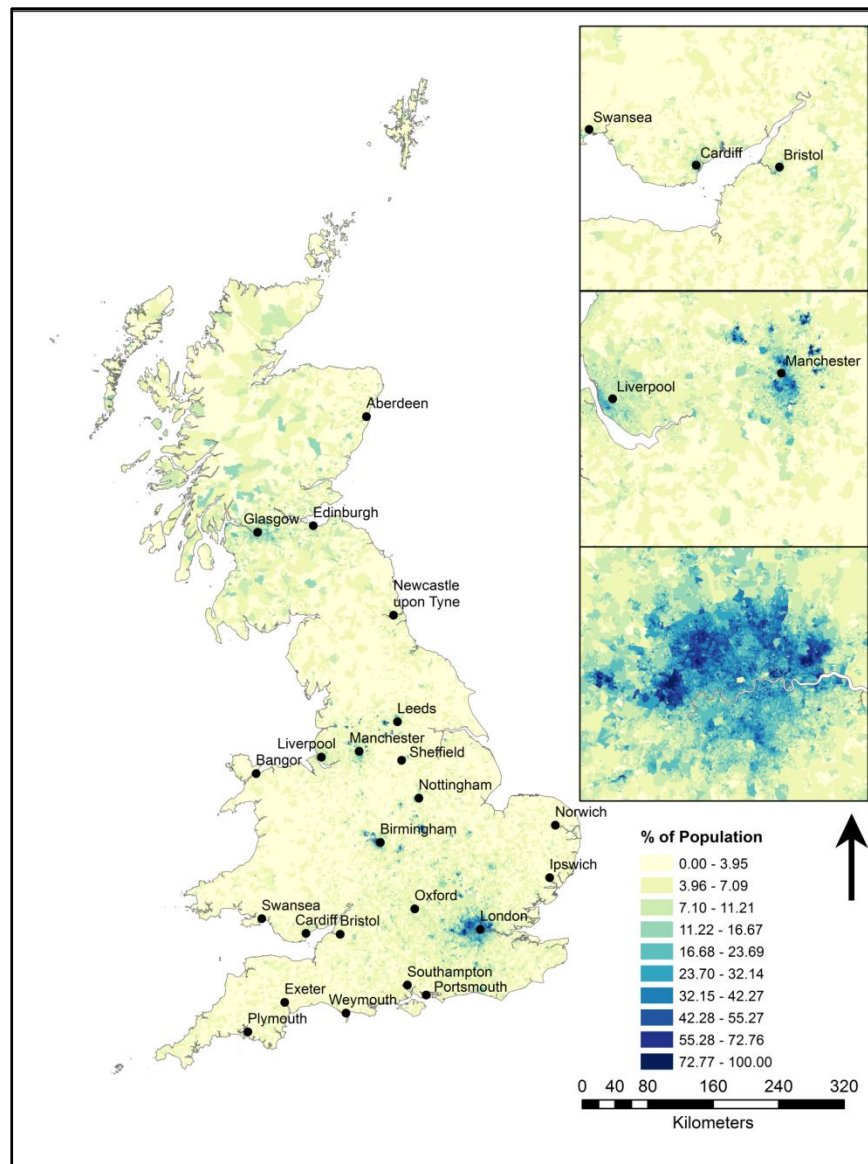 Swansea
Cardiff
Bristol
Manchester
Liverpool
Aberdeen
Edinburgh
Glasgow
Newcastle
upon Tyne
Leeds
Liverpool
Manchester
Bangor
Sheffield
Nottingham
Norwich
Birmingham
Ipswich
Oxford
Swansea
London
Cardiff
Bristol
Southampton
Exeter
Portsmouth
Weymouth
Plymouth
% of Population
0.00 - 3.95
3.96 - 7.09
7.10 - 11.21
11.22 - 16.67
16.68 - 23.69
23.70 - 32.14
32.15 - 42.27
42.28 - 55.27
55.28 - 72.76
72.77 - 100.00
0 40 80 160 240 320
Kilometers